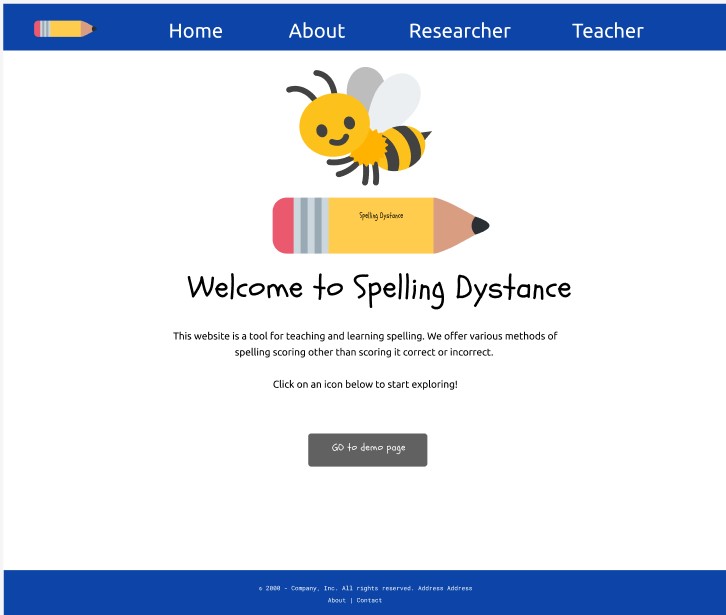 Home About Researcher Teacher
Spelling Dystance
Welcome to Spelling Dystance
This website is a tool for teaching and learning spelling. We offer various methods of
spelling scoring other than scoring it correct or incorrect.
Click on an icon below to start exploring!
GO to demo page
© 2000 - Company, Inc. All rights reserved. Address Address
About | Contact